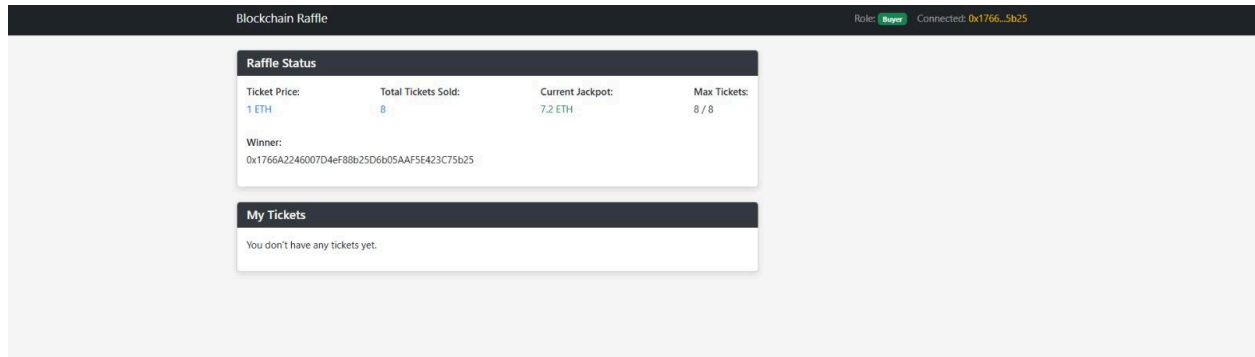 Blockchain Raffle
Role: Buyer Connected: 0x1766...5b25
Raffle Status
Ticket Price: Total Tickets Sold: Current Jackpot: Max Tickets:
1 ETH 8 7.2 ETH 8 / 8
Winner:
0x1766A2246007D4eF88b25D6b05AAF5E423C75b25
My Tickets
You don't have any tickets yet.